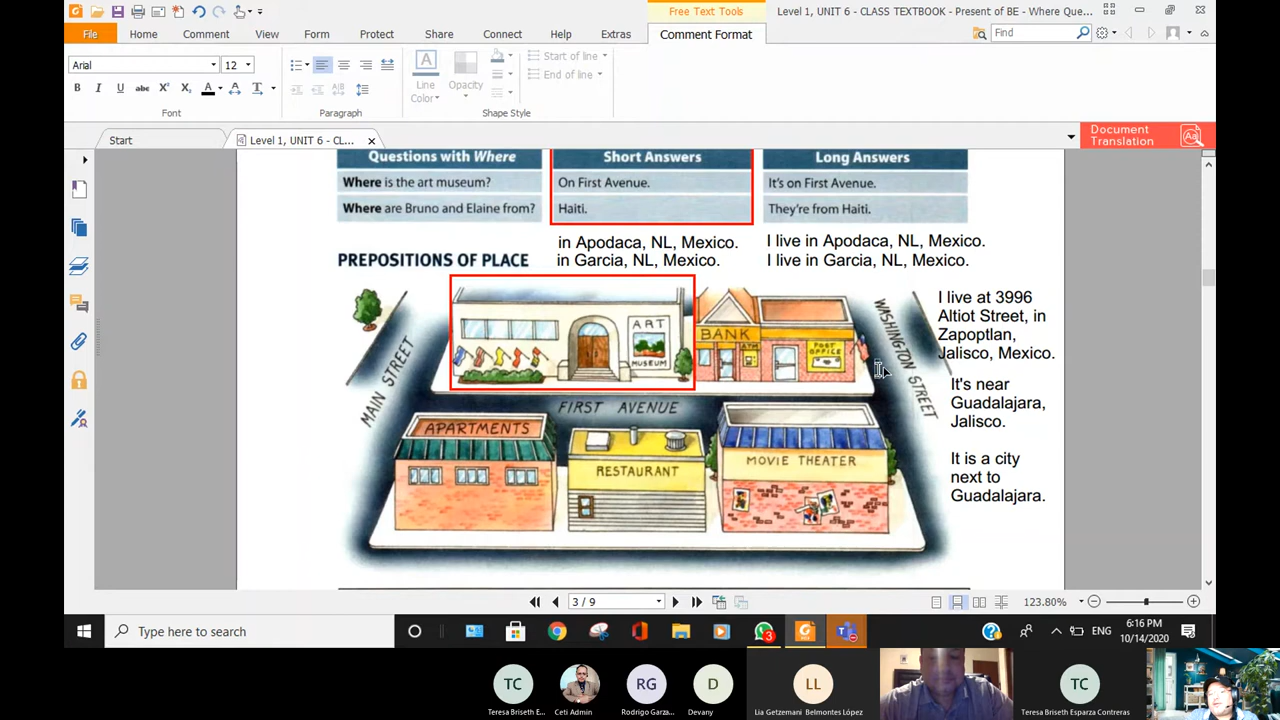 Free Text Tools
Level 1, UNIT 6 - CLASS TEXTBOOK - Present of BE - Where Que...
File
Home
Comment
View
Form
Protect
Share
Connect
Help
Extras
Comment Format
Find
Arial
12
Line
Color
Opacity
Start of line
End of line
Font
Paragraph
Shape Style
Start
Level 1, UNIT 6 - CL...
Document
Translation
Questions with Where
Short Answers
Long Answers
Where is the art museum?
On First Avenue.
It's on First Avenue.
Where are Bruno and Elaine from?
Haiti.
They're from Haiti.
in Apodaca, NL, Mexico.
I live in Apodaca, NL, Mexico.
PREPOSITIONS OF PLACE
in Garcia, NL, Mexico.
I live in Garcia, NL, Mexico.
ART
MUSEUM
BANK
ATM
POST
OFFICE
MAIN STREET
WASHINGTON STREET
FIRST AVENUE
APARTMENTS
RESTAURANT
MOVIE THEATER
I live at 3996
Altiot Street, in
Zapoptlan,
Jalisco, Mexico.
It's near
Guadalajara,
Jalisco.
It is a city
next to
Guadalajara.
3 / 9
123.80%
Type here to search
3
ENG
6:16 PM
10/14/2020
TC
RG
D
LL
TC
Teresa Briseth E...
Ceti Admin
Rodrigo Garza...
Devany
Lia Getzemani Belmontes López
Teresa Briseth Esparza Contreras